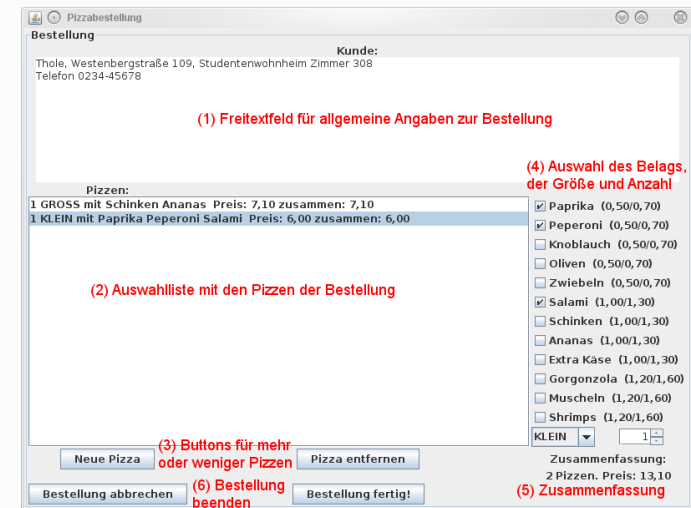 Pizzabestellung
Bestellung
Kunde:
Thole, Westenbergstraße 109, Studentenwohnheim Zimmer 308
Telefon 0234-45678
(1) Freitextfeld für allgemeine Angaben zur Bestellung
(4) Auswahl des Belags,
der Größe und Anzahl
Pizzen:
1 GROSS mit Schinken Ananas  Preis: 7,10 zusammen: 7,10
1 KLEIN mit Paprika Peperoni Salami  Preis: 6,00 zusammen: 6,00
(2) Auswahlliste mit den Pizzen der Bestellung
Paprika (0,50/0,70)
Peperoni (0,50/0,70)
Knoblauch (0,50/0,70)
Oliven (0,50/0,70)
Zwiebeln (0,50/0,70)
Salami (1,00/1,30)
Schinken (1,00/1,30)
Ananas (1,00/1,30)
Extra Käse (1,00/1,30)
Gorgonzola (1,20/1,60)
Muscheln (1,20/1,60)
Shrimps (1,20/1,60)
KLEIN 1
(3) Buttons für mehr
oder weniger Pizzen
Neue Pizza
Pizza entfernen
Zusammenfassung:
2 Pizzen. Preis: 13,10
(5) Zusammenfassung
(6) Bestellung
beenden
Bestellung abbrechen
Bestellung fertig!